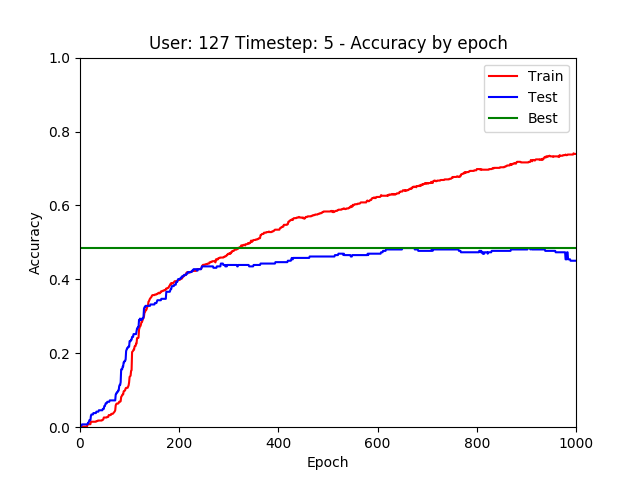 User: 127 Timestep: 5 - Accuracy by epoch
1.0
0.8
0.6
0.4
0.2
0.0
Accuracy
Train
Test
Best
0 200 400 600 800 1000
Epoch